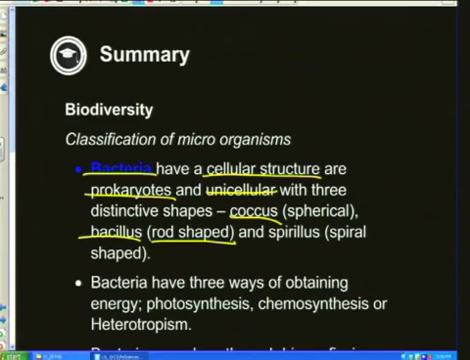 Summary
Biodiversity
Classification of micro organisms
• Bacteria have a cellular structure are
prokaryotes and unicellular with three
distinctive shapes – coccus (spherical),
bacillus (rod shaped) and spirillus (spiral
shaped).
• Bacteria have three ways of obtaining
energy; photosynthesis, chemosynthesis or
Heterotropism.
start